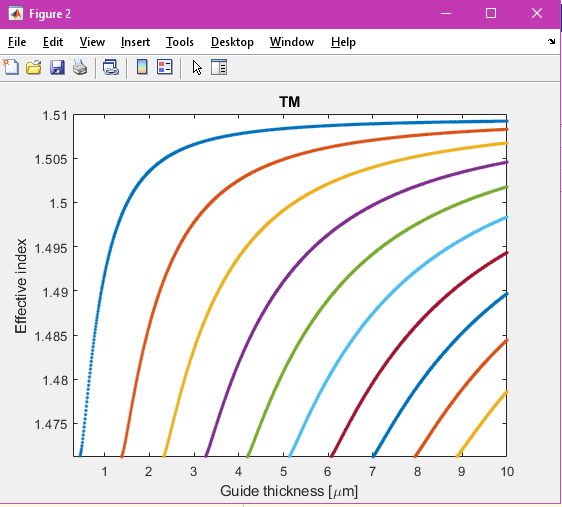 Figure 2
File Edit View Insert Tools Desktop Window Help
TM
1.51
1.505
1.5
1.495
1.49
1.485
1.48
1.475
Effective index
1 2 3 4 5 6 7 8 9 10
Guide thickness [μm]